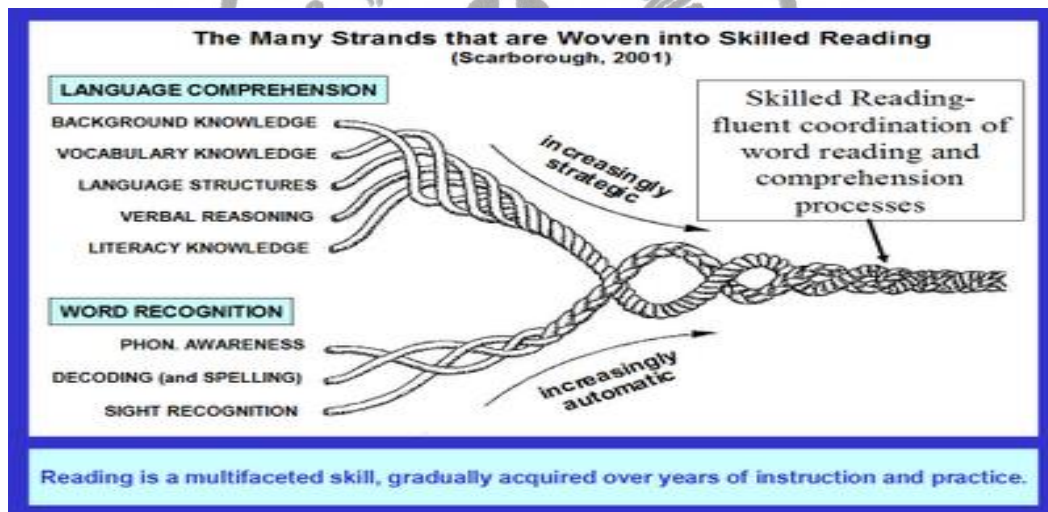 The Many Strands that are Woven into Skilled Reading
(Scarborough, 2001)
LANGUAGE COMPREHENSION
BACKGROUND KNOWLEDGE
VOCABULARY KNOWLEDGE
LANGUAGE STRUCTURES
VERBAL REASONING
LITERACY KNOWLEDGE
increasingly
strategic
Skilled Reading-
fluent coordination of
word reading and
comprehension
processes
WORD RECOGNITION
PHON. AWARENESS
DECODING (and SPELLING)
SIGHT RECOGNITION
increasingly
automatic
Reading is a multifaceted skill, gradually acquired over years of instruction and practice.